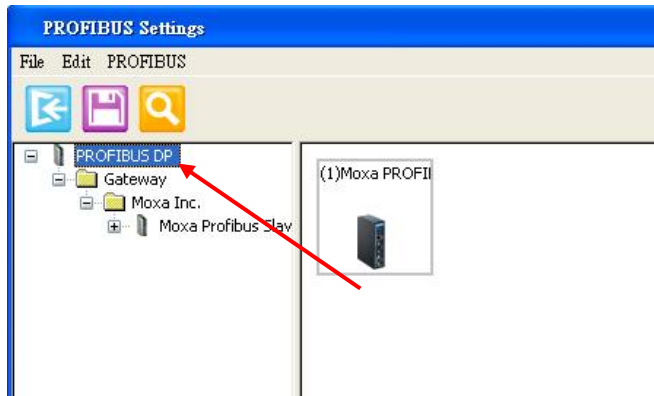 PROFIBUS Settings
File Edit PROFIBUS
PROFIBUS DP
Gateway
Moxa Inc.
Moxa Profibus Slav
(1)Moxa PROFII